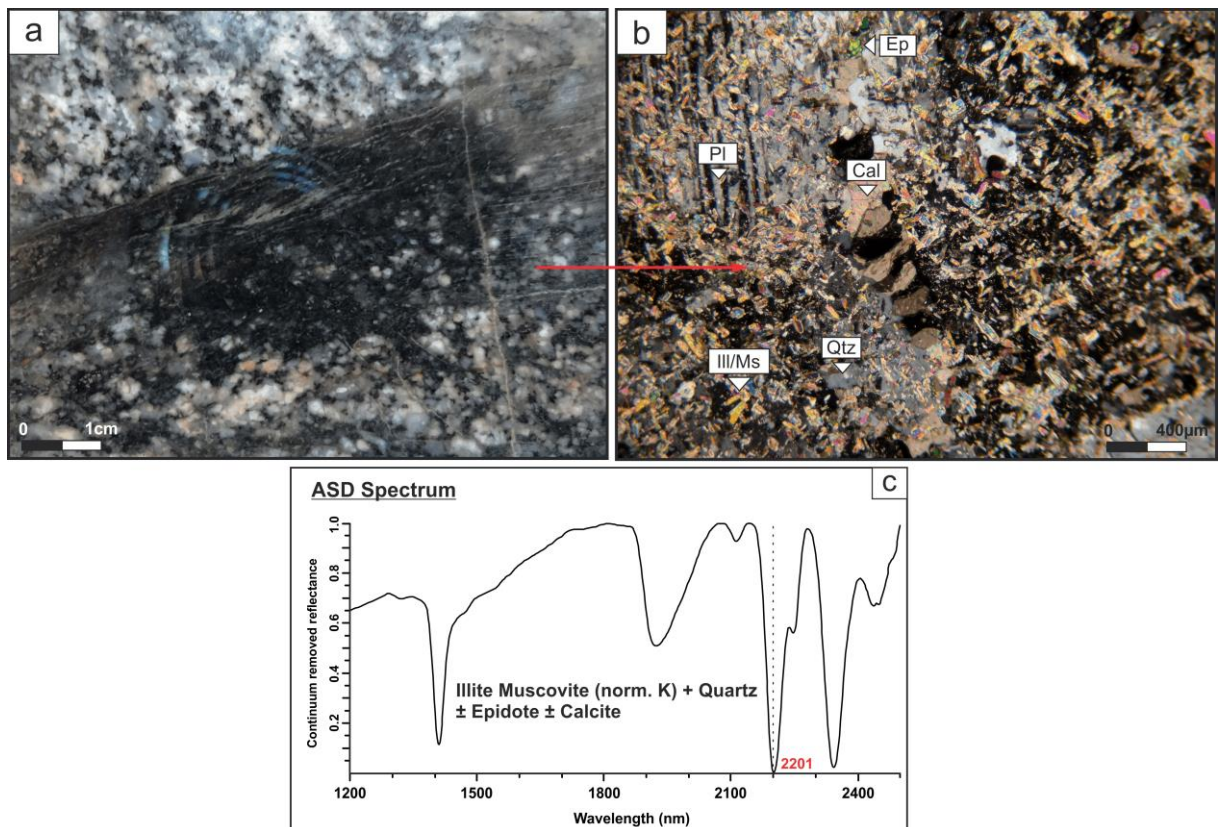 a
0 1cm
b
Ep
Pl
Cal
Qtz
Ill/Ms
0 400µm
ASD Spectrum
c
Continuum removed reflectance
1.0
0.8
0.6
0.4
0.2
Illite Muscovite (norm. K) + Quartz
± Epidote ± Calcite
2201
1200 1500 1800 2100 2400
Wavelength (nm)